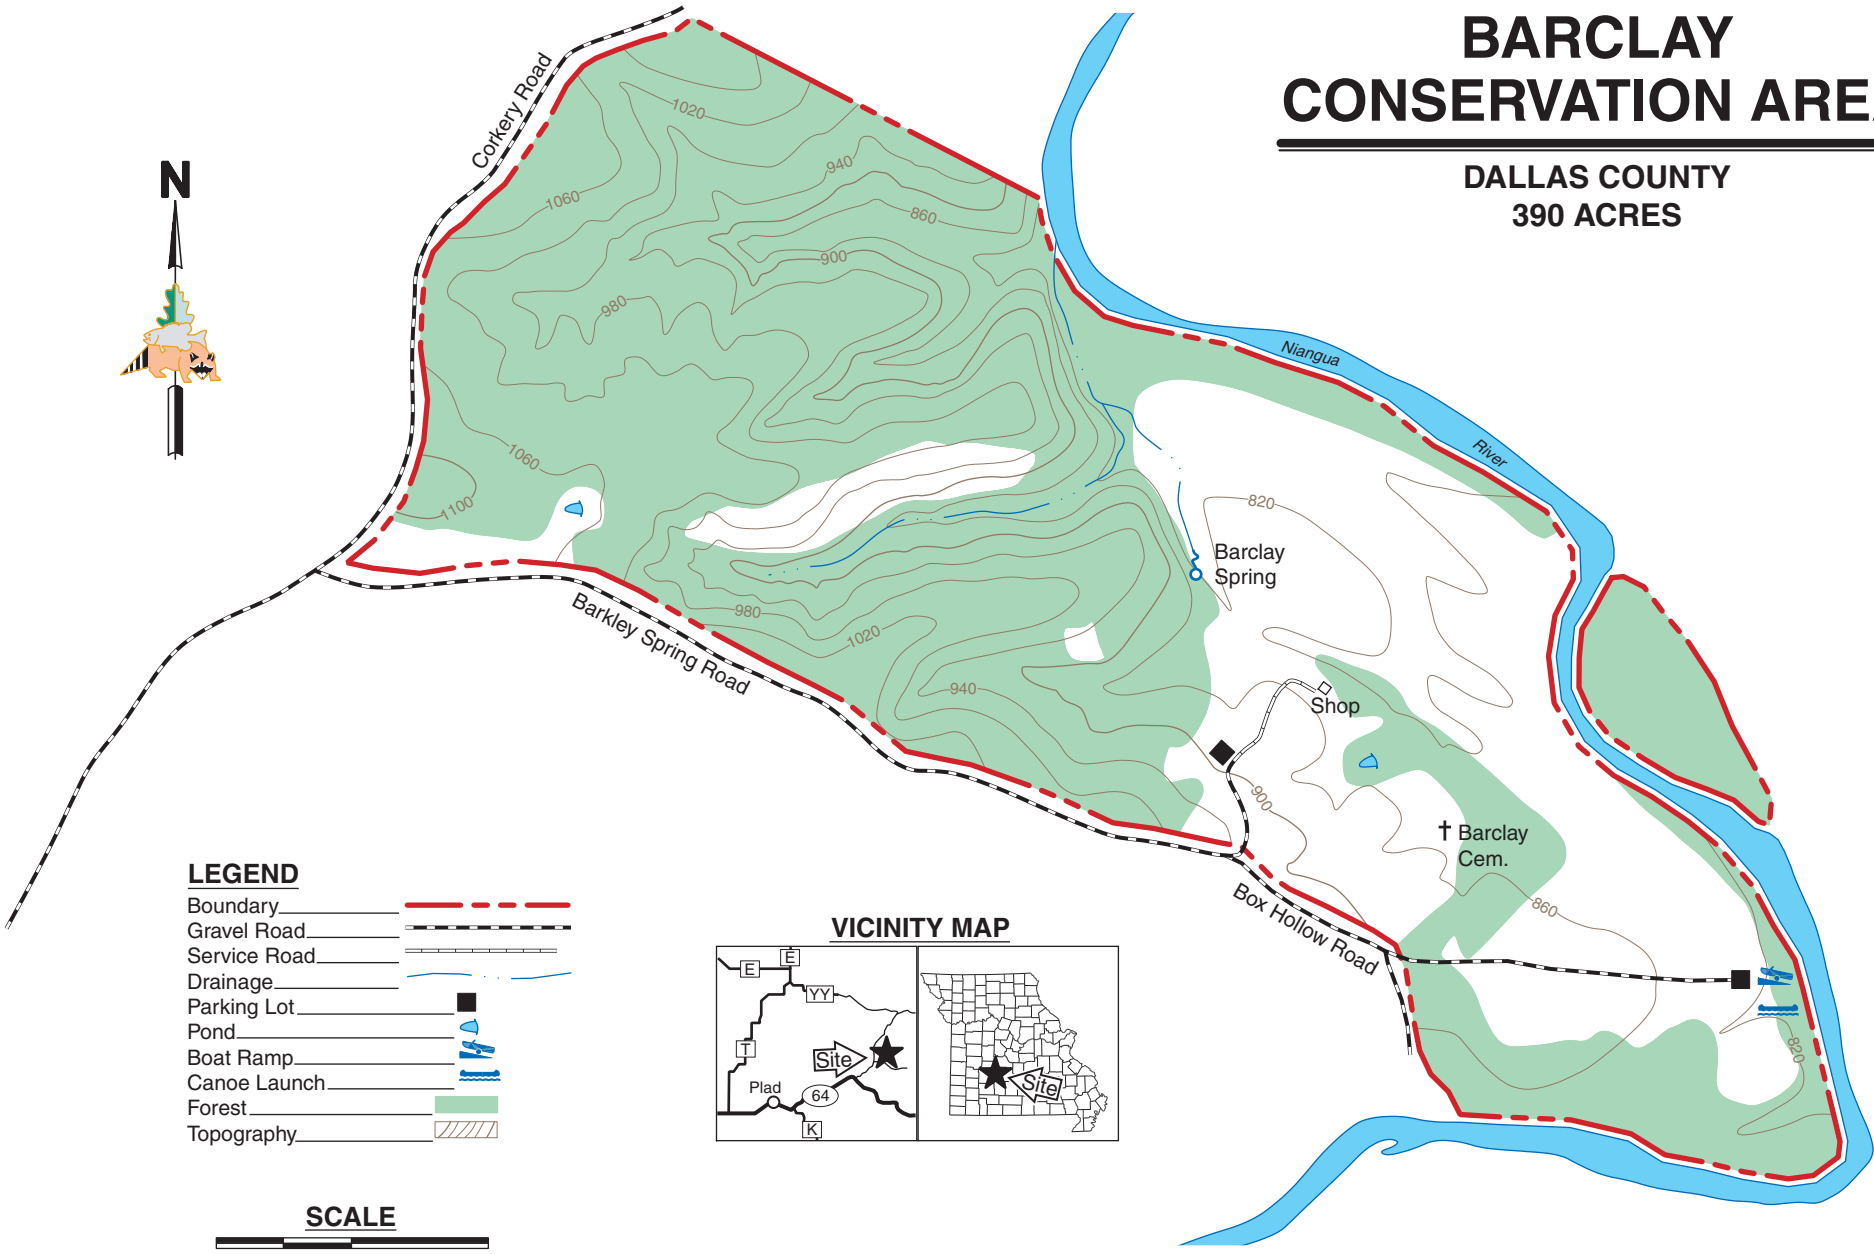 BARCLAY
CONSERVATION AREA
DALLAS COUNTY
390 ACRES
N
Corkery Road
1020
940
1060
860
900
980
Niangua
River
1060
1100
820
Barclay
Spring
980
1020
Barkley Spring Road
940
Shop
900
Barclay
Cem.
860
Box Hollow Road
820
LEGEND
Boundary
Gravel Road
Service Road
Drainage
Parking Lot
Pond
Boat Ramp
Canoe Launch
Forest
Topography
VICINITY MAP
E
E
YY
T
Site
Plad
64
K
Site
SCALE